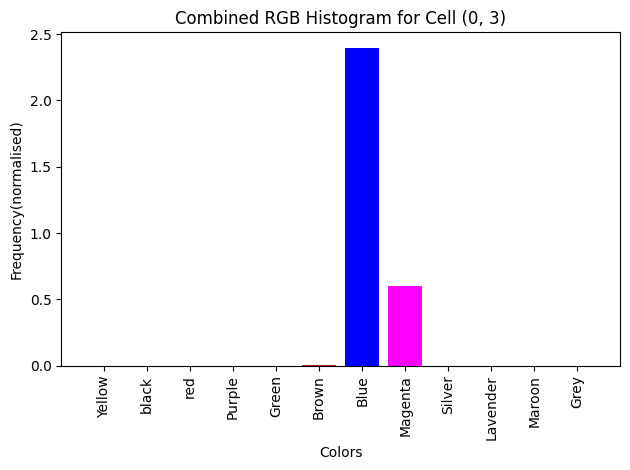 Combined RGB Histogram for Cell (0, 3)
Frequency(normalised)
2.5
2.0
1.5
1.0
0.5
0.0
Yellow
black
red
Purple
Green
Brown
Blue
Magenta
Silver
Lavender
Maroon
Grey
Colors